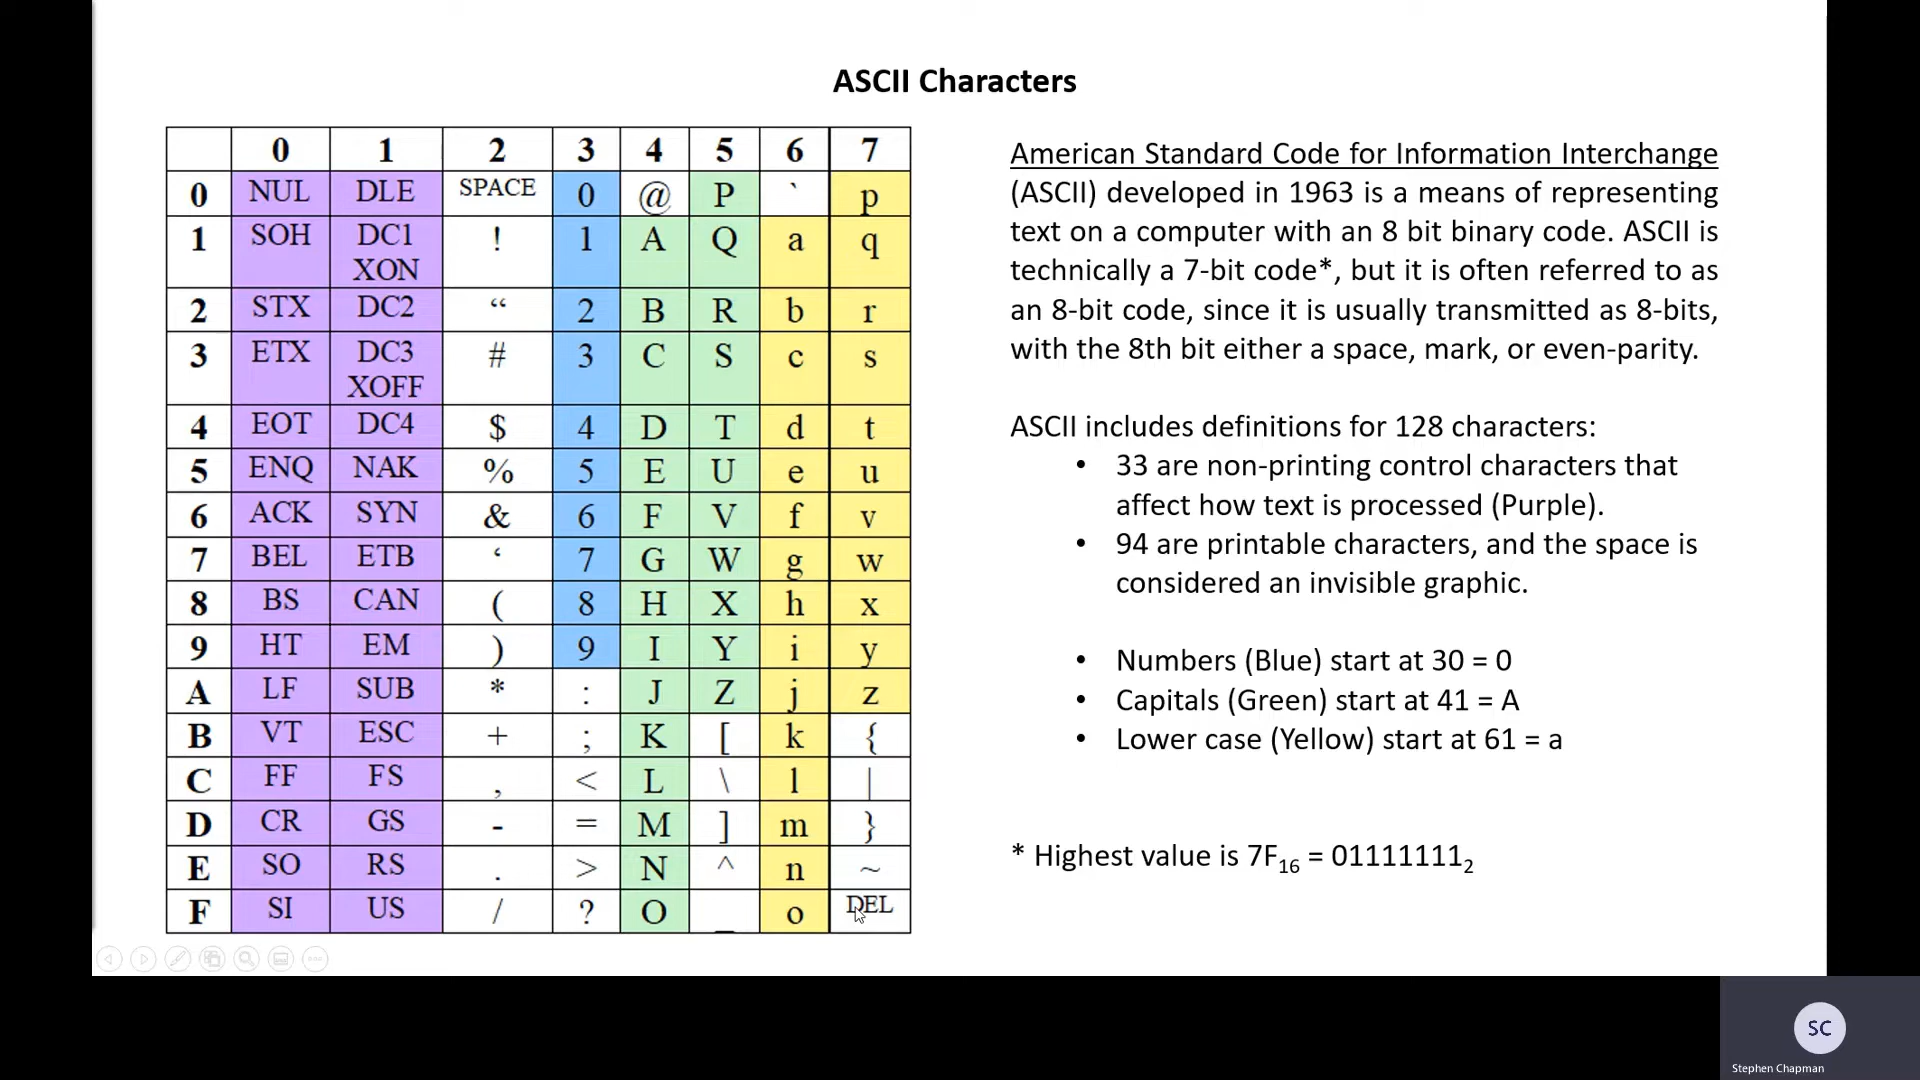 ASCII Characters
0 1 2 3 4 5 6 7
0 NUL DLE SPACE 0 @ P ` p
1 SOH DC1 XON ! 1 A Q a q
2 STX DC2 “ 2 B R b r
3 ETX DC3 XOFF # 3 C S c s
4 EOT DC4 $ 4 D T d t
5 ENQ NAK % 5 E U e u
6 ACK SYN & 6 F V f v
7 BEL ETB ‘ 7 G W g w
8 BS CAN ( 8 H X h x
9 HT EM ) 9 I Y i y
A LF SUB * : J Z j z
B VT ESC + ; K [ k {
C FF FS , < L \ l |
D CR GS - = M ] m }
E SO RS . > N ^ n ~
F SI US / ? O _ o DEL
American Standard Code for Information Interchange
(ASCII) developed in 1963 is a means of representing
text on a computer with an 8 bit binary code. ASCII is
technically a 7-bit code*, but it is often referred to as
an 8-bit code, since it is usually transmitted as 8-bits,
with the 8th bit either a space, mark, or even-parity.
ASCII includes definitions for 128 characters:
• 33 are non-printing control characters that
affect how text is processed (Purple).
• 94 are printable characters, and the space is
considered an invisible graphic.
• Numbers (Blue) start at 30 = 0
• Capitals (Green) start at 41 = A
• Lower case (Yellow) start at 61 = a
* Highest value is 7F16 = 011111112
SC
Stephen Chapman